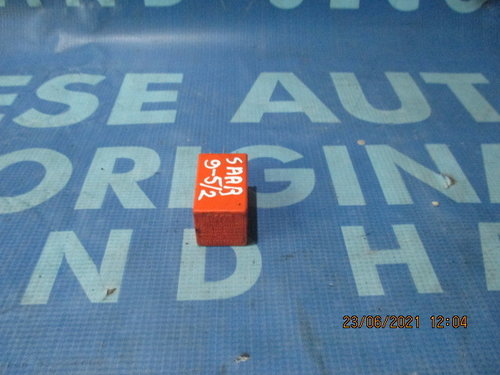 ESE AUT
ORIGIN
ND H
SAAB
9-5/2
23/06/2021 12:04